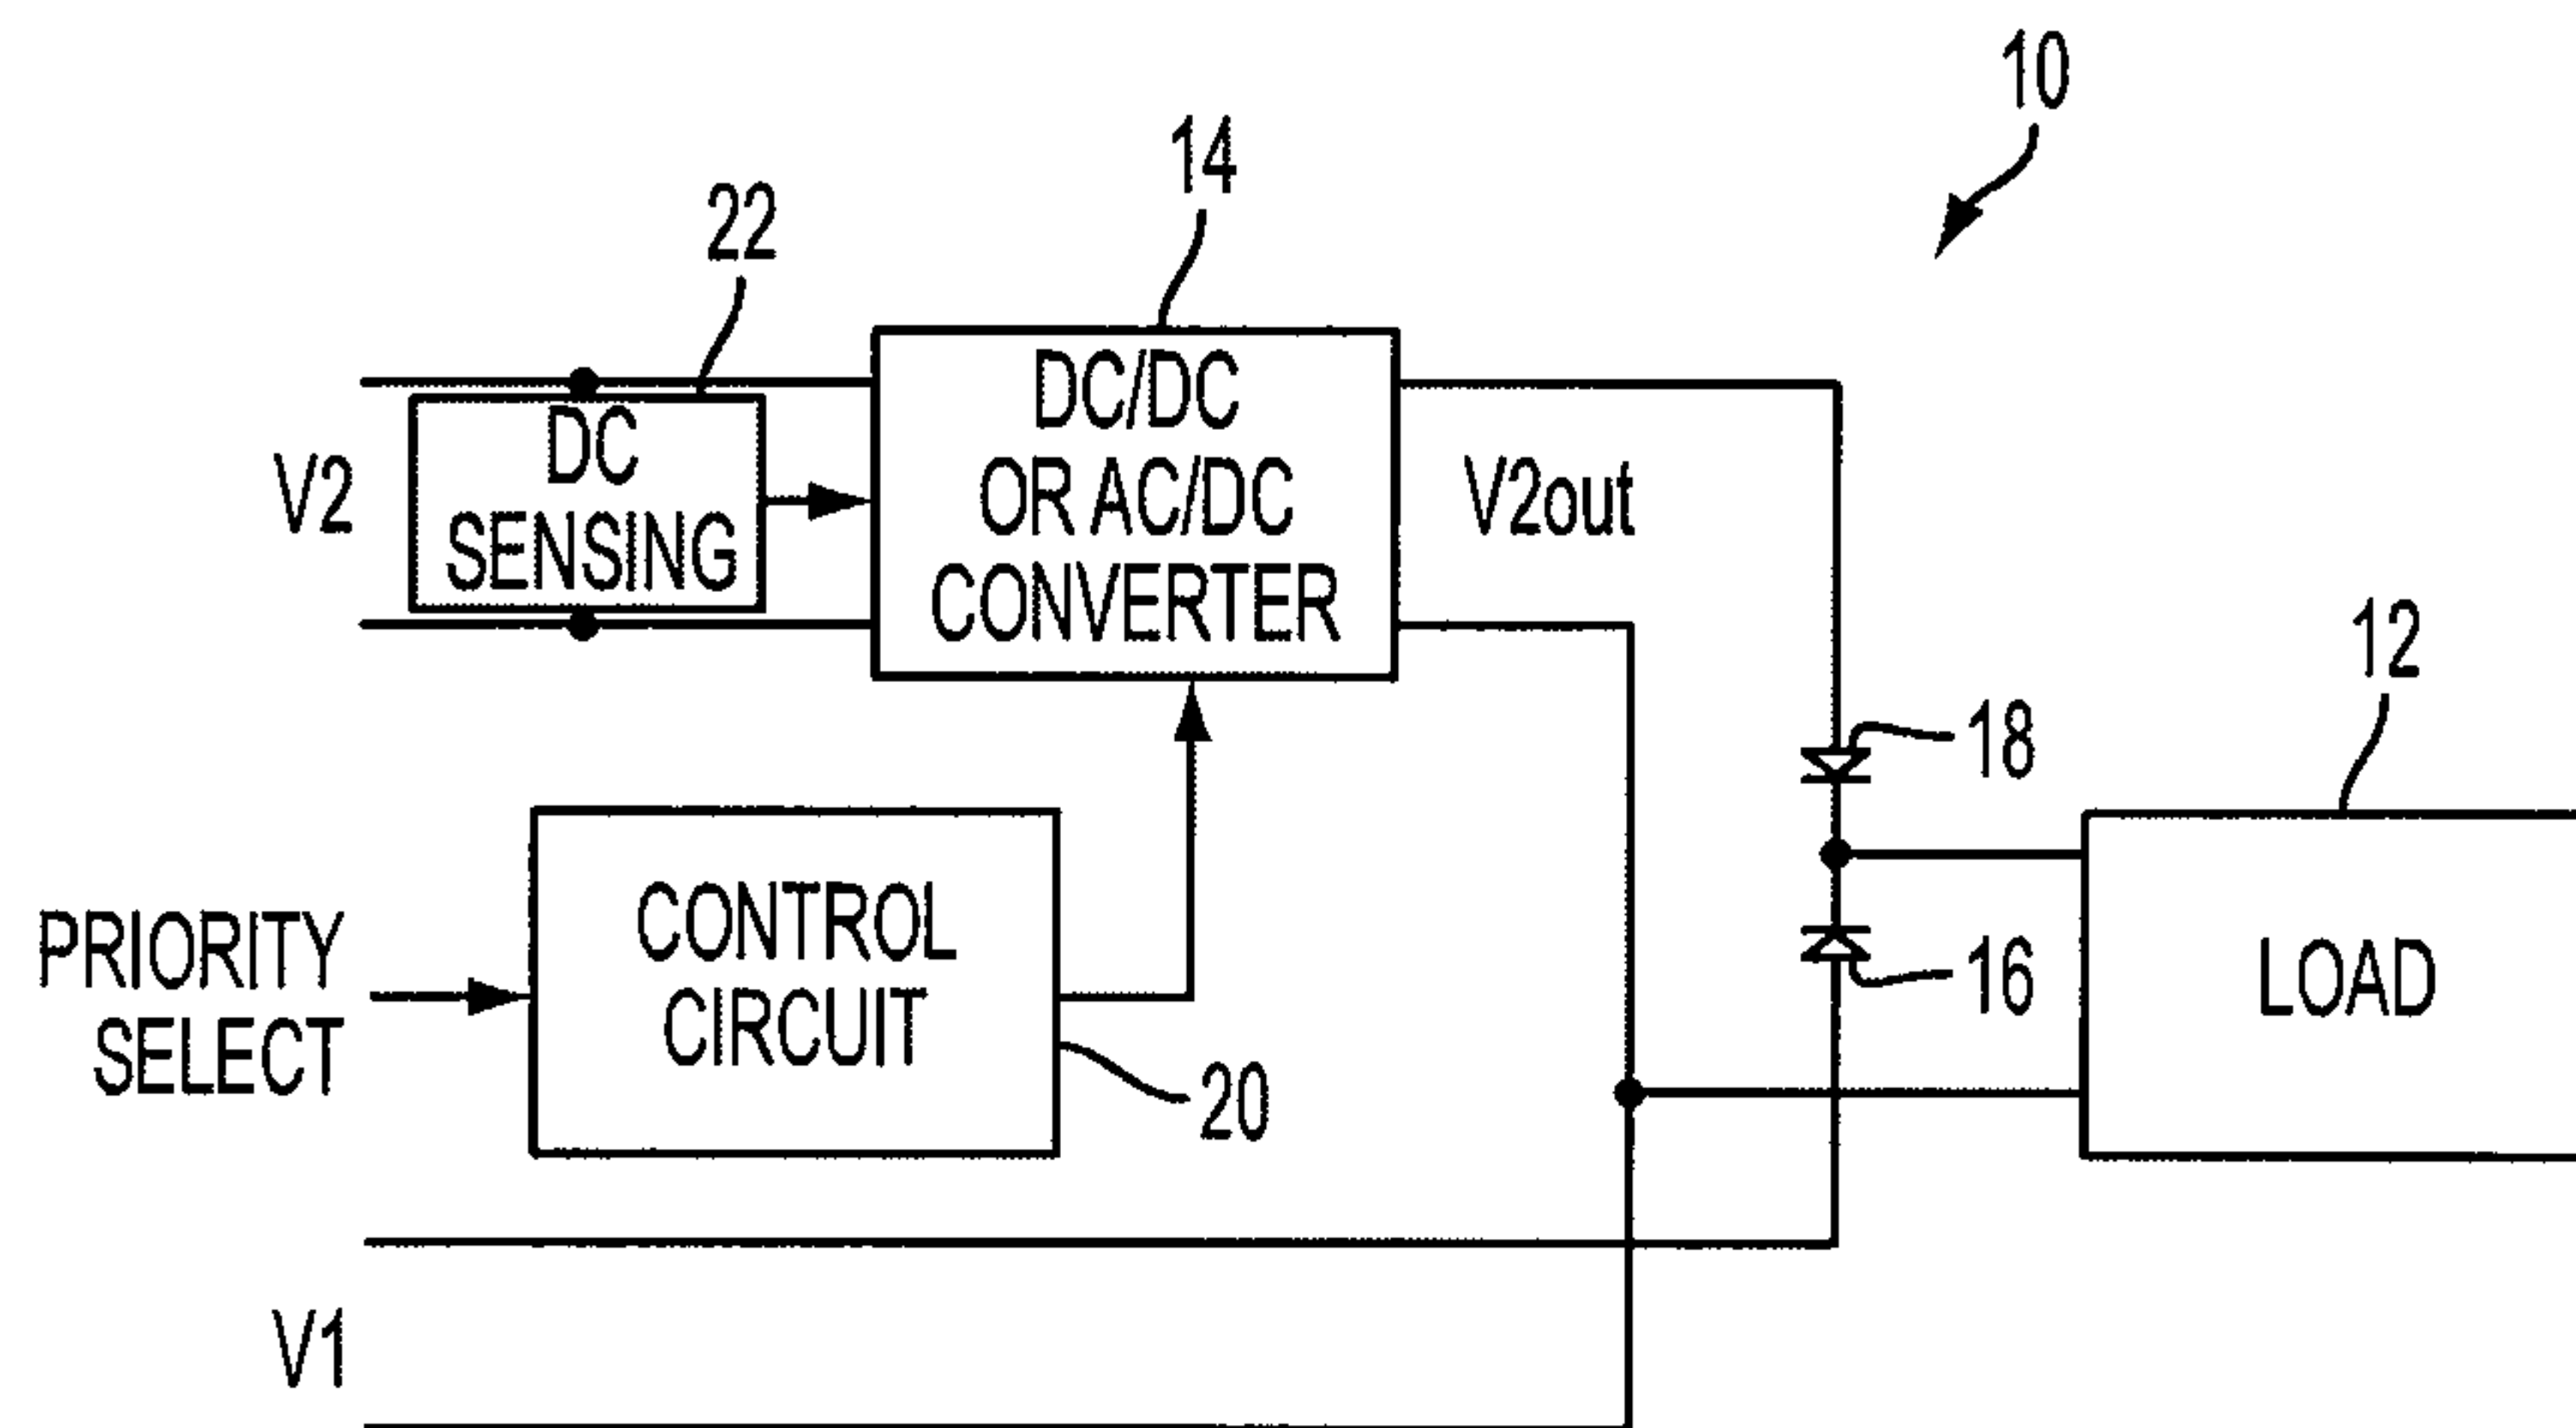 10
14
22
DC/DC
OR AC/DC
CONVERTER
DC
SENSING
V2
V2out
12
18
CONTROL
CIRCUIT
PRIORITY
SELECT
16
LOAD
20
V1